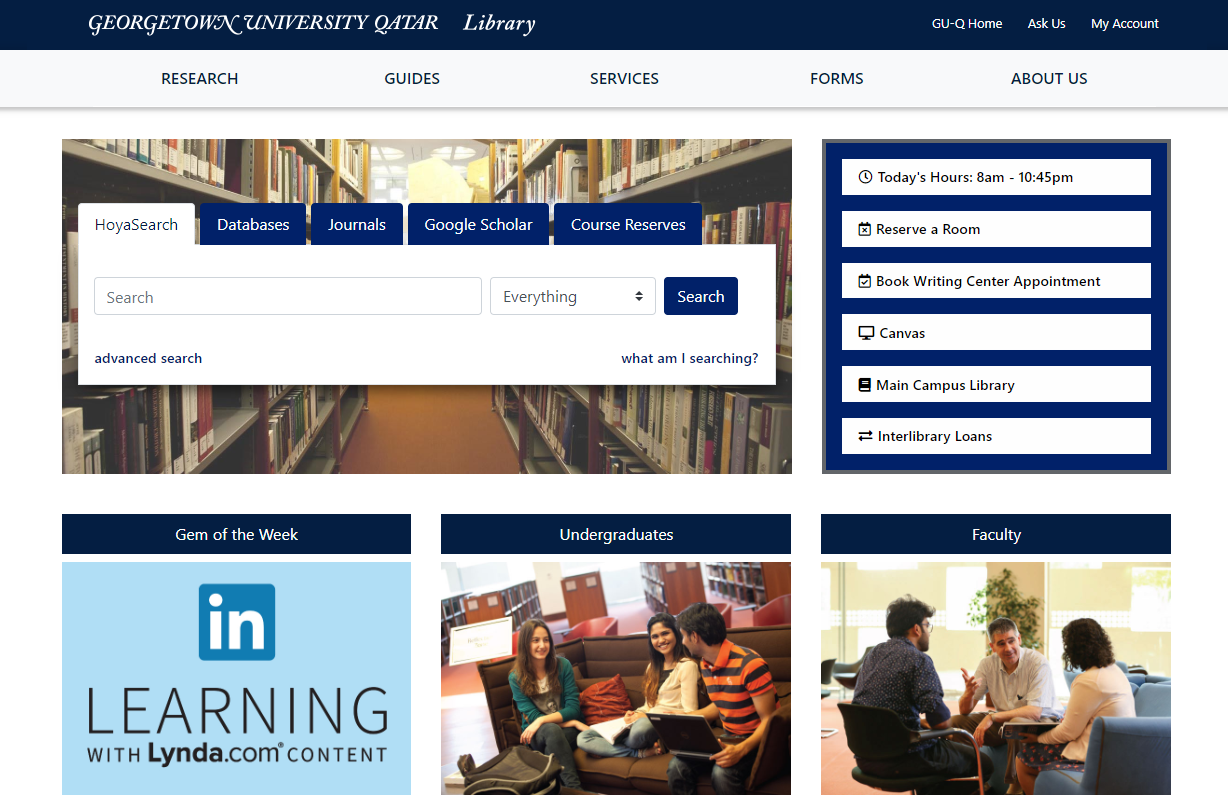 GEORGETOWN UNIVERSITY QATAR Library
GU-Q Home Ask Us My Account
RESEARCH GUIDES SERVICES FORMS ABOUT US
HoyaSearch Databases Journals Google Scholar Course Reserves
Search Everything Search
advanced search what am I searching?
Today's Hours: 8am - 10:45pm
Reserve a Room
Book Writing Center Appointment
Canvas
Main Campus Library
Interlibrary Loans
Gem of the Week
in
LEARNING
WITH Lynda.com® CONTENT
Undergraduates
Faculty